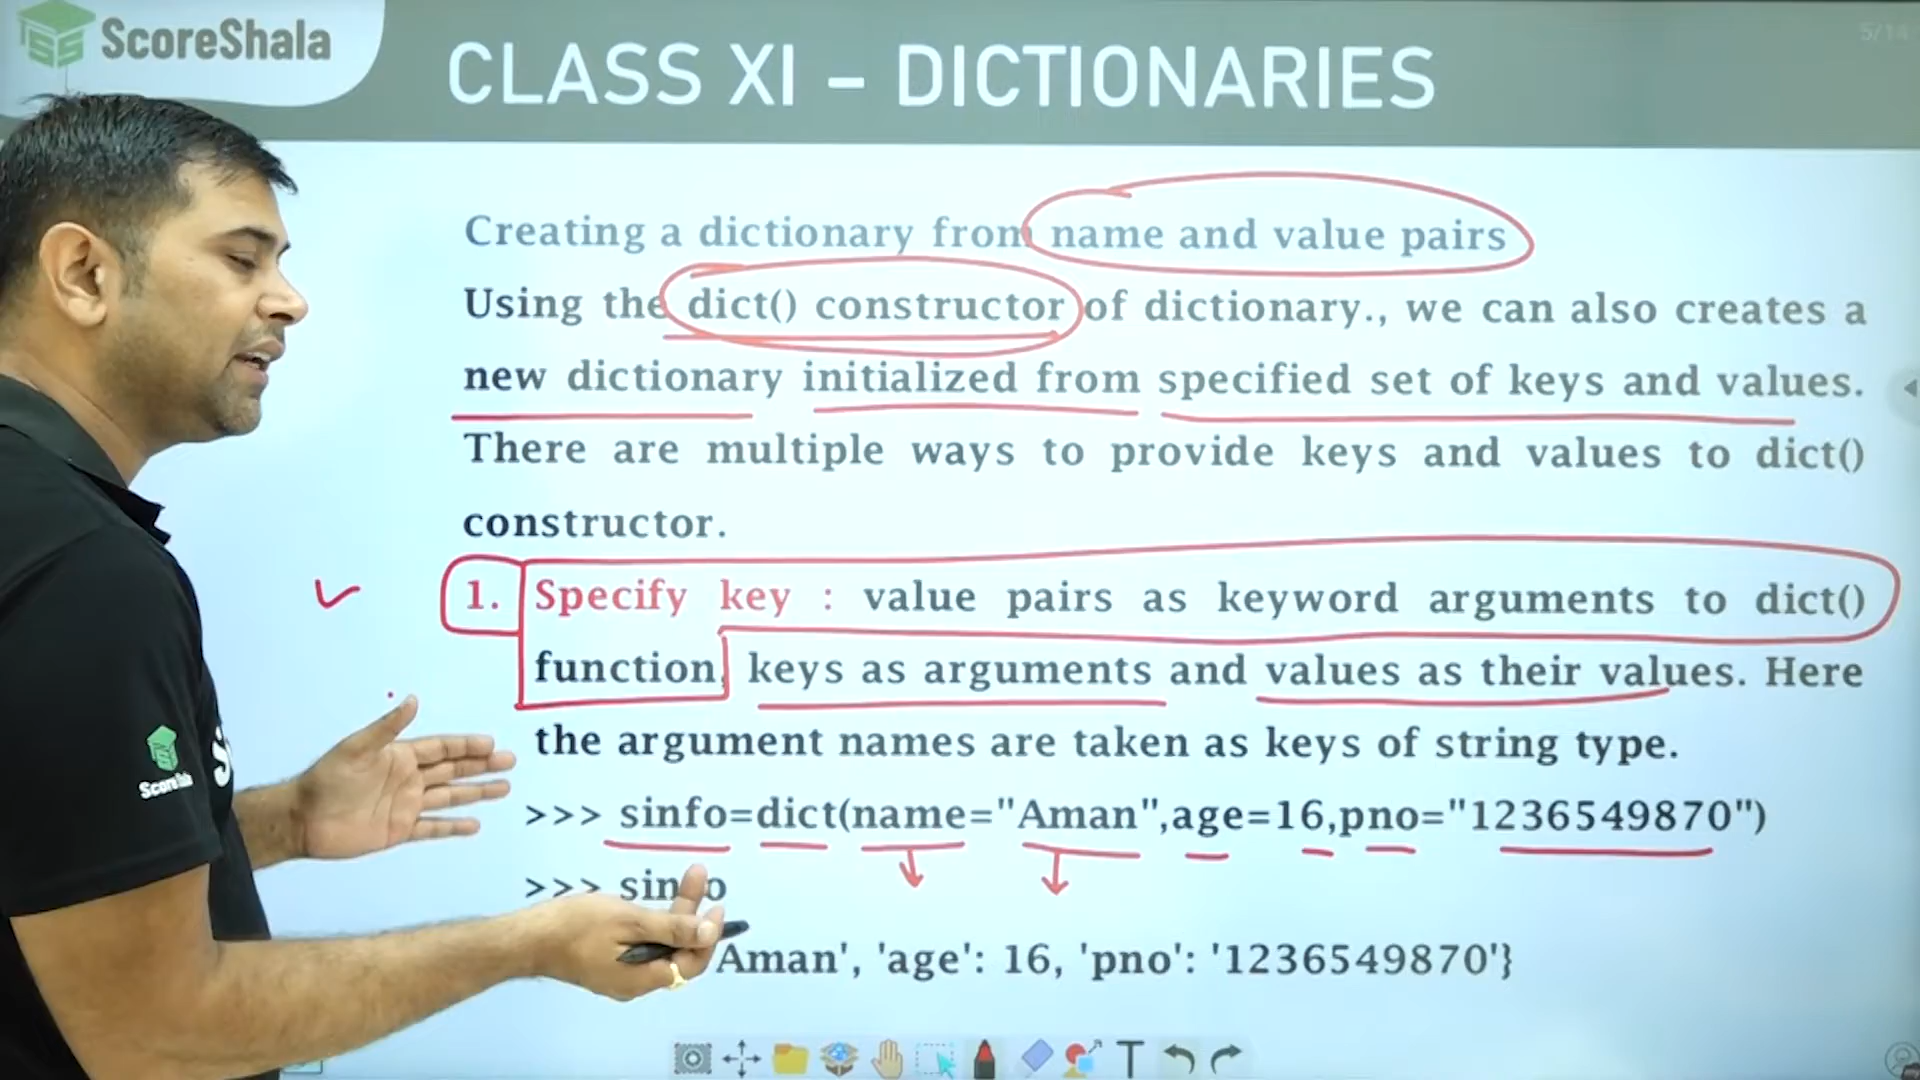 ScoreShala
5/14
CLASS XI – DICTIONARIES
Creating a dictionary from name and value pairs
Using the dict() constructor of dictionary., we can also creates a
new dictionary initialized from specified set of keys and values.
There are multiple ways to provide keys and values to dict()
constructor.
1. Specify key : value pairs as keyword arguments to dict()
function, keys as arguments and values as their values. Here
the argument names are taken as keys of string type.
>>> sinfo=dict(name="Aman",age=16,pno="1236549870")
>>> sinfo
Aman', 'age': 16, 'pno': '1236549870'}